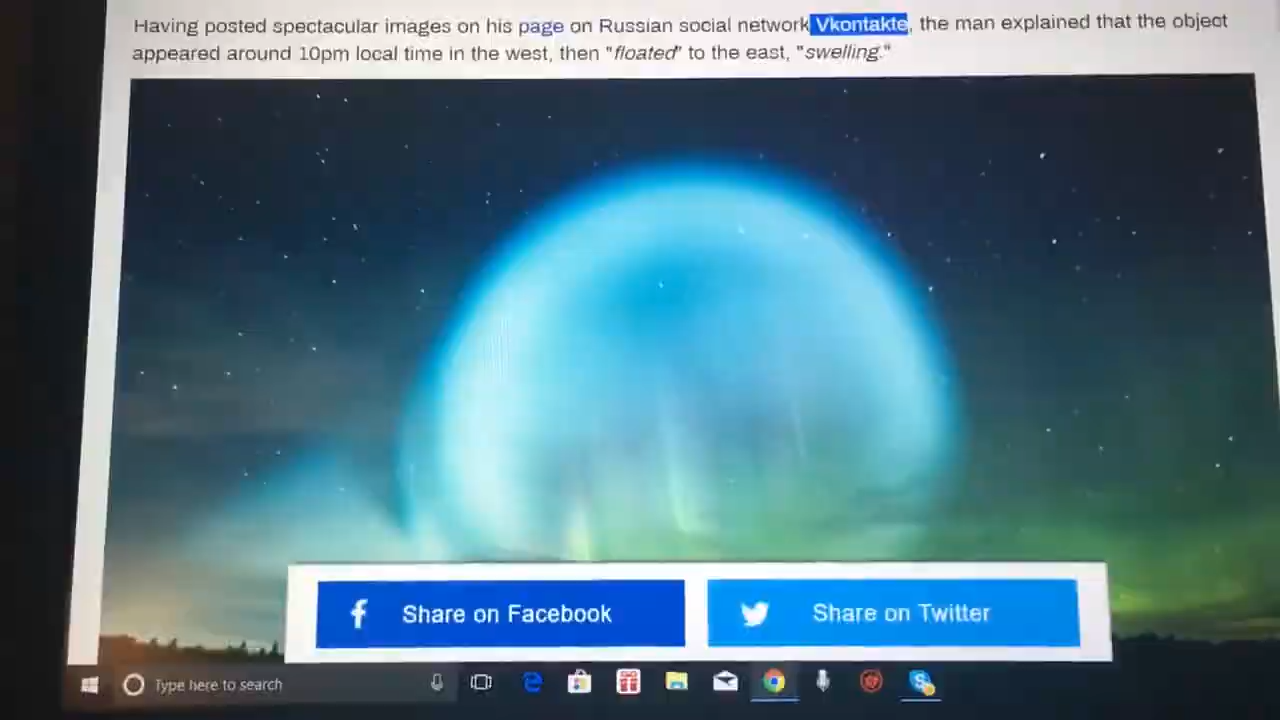 Having posted spectacular images on his page on Russian social network Vkontakte, the man explained that the object
appeared around 10pm local time in the west, then "floated" to the east, "swelling."
f Share on Facebook
Share on Twitter
Type here to search